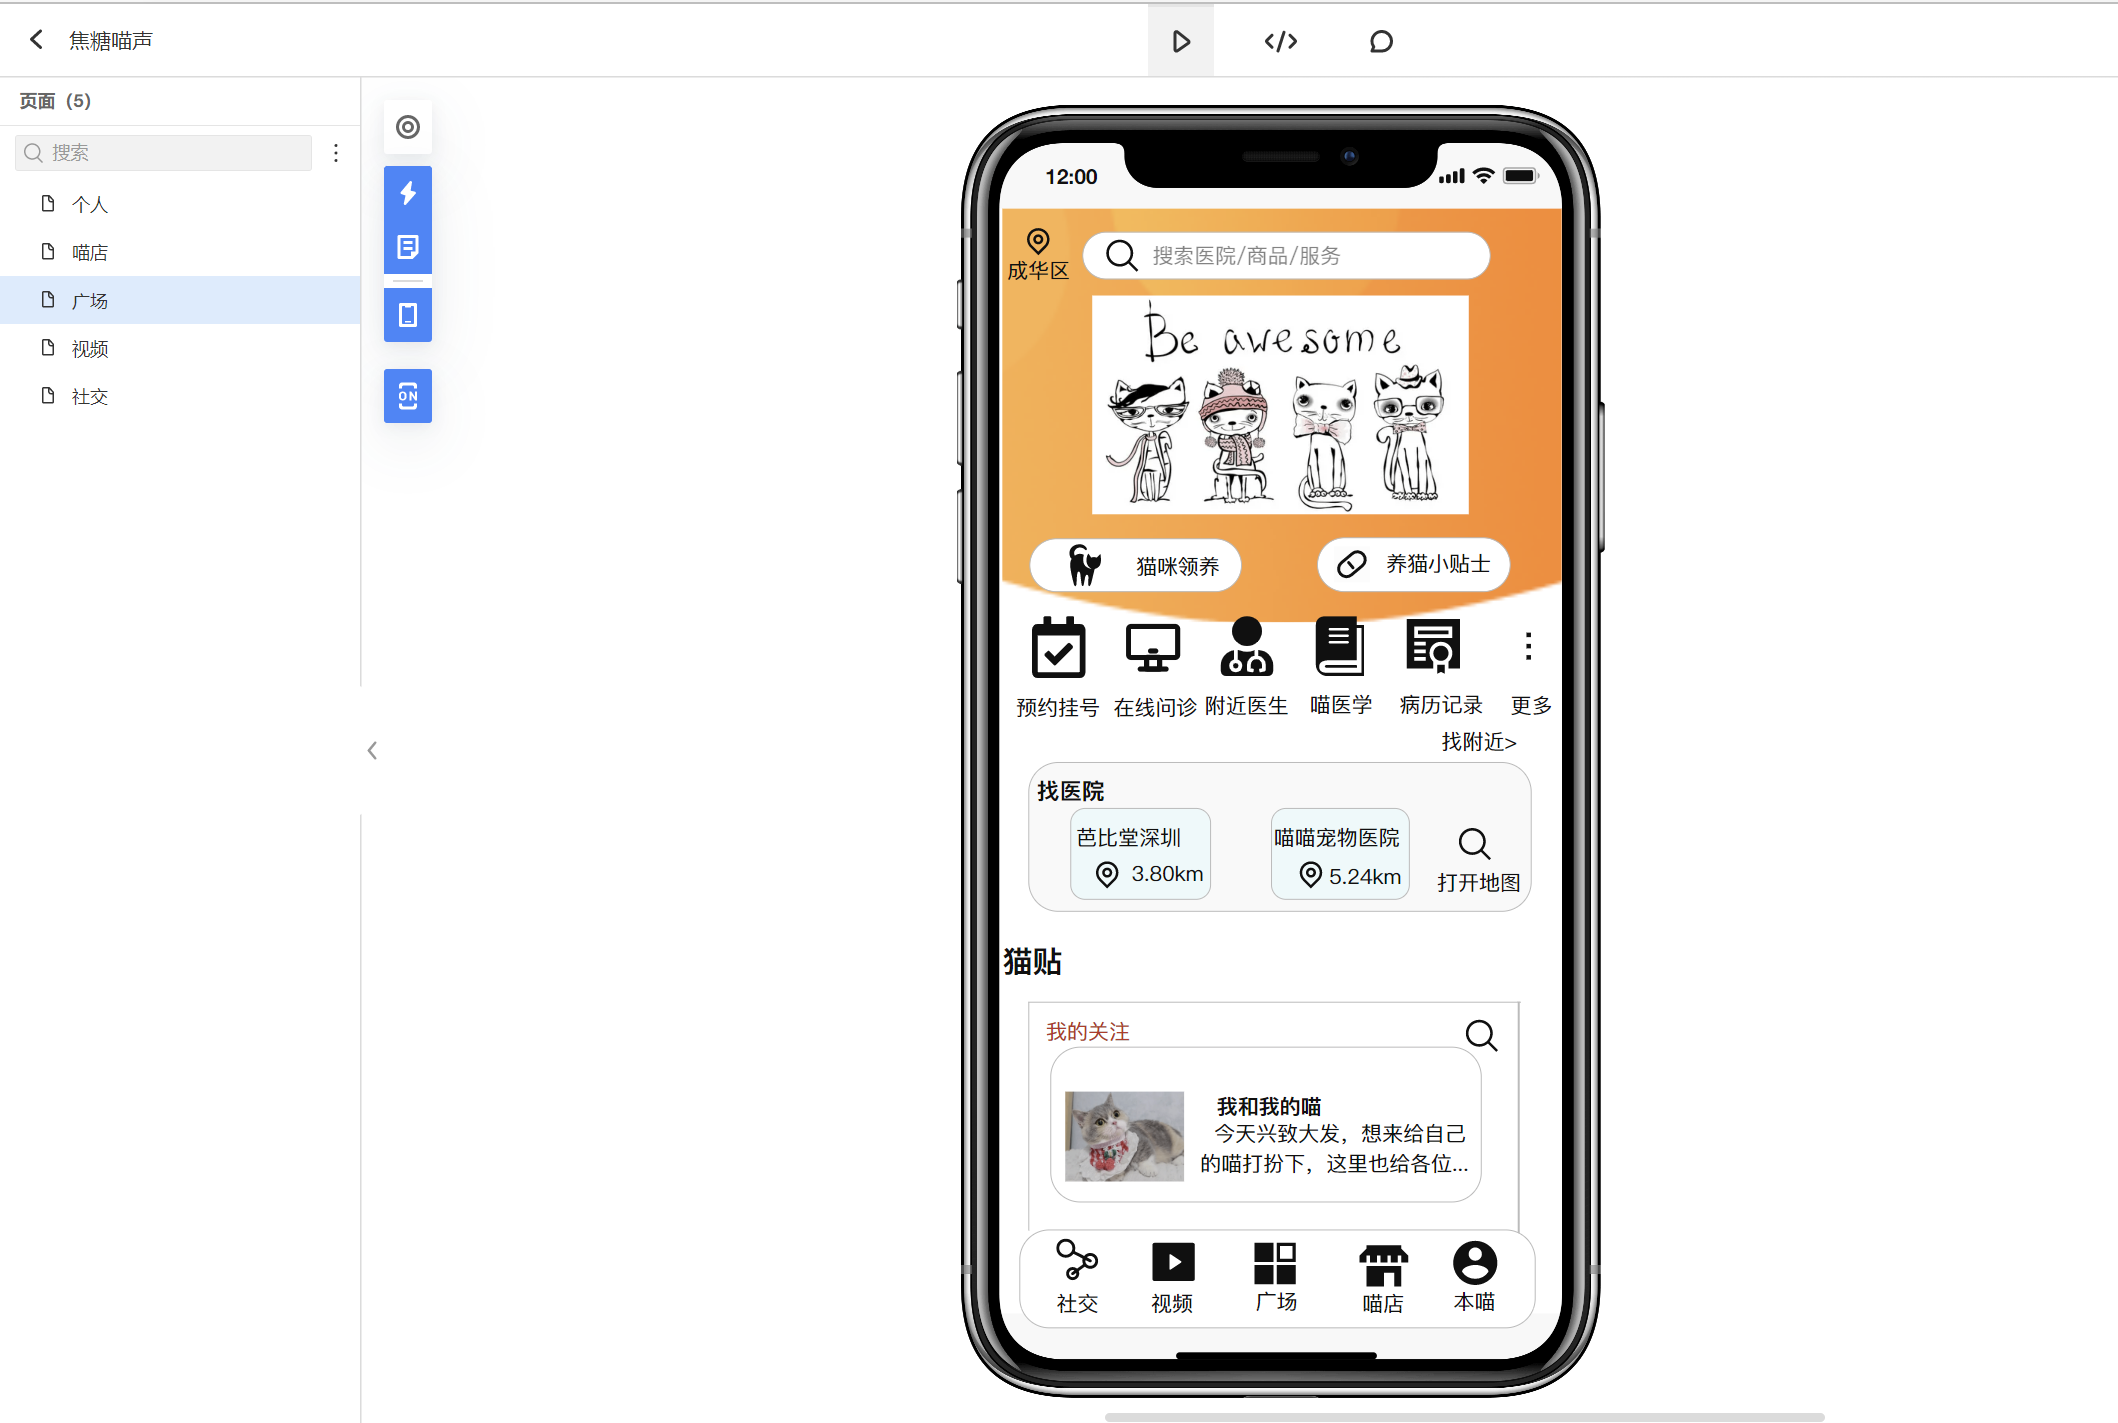 焦糖喵声
页面（5）
搜索
个人
喵店
广场
视频
社交
ON
12:00
成华区
搜索医院/商品/服务
Be awesome
猫咪领养
养猫小贴士
预约挂号 在线问诊 附近医生 喵医学 病历记录 更多
找附近>
找医院
芭比堂深圳
3.80km
喵喵宠物医院
5.24km
打开地图
猫贴
我的关注
我和我的喵
今天兴致大发，想来给自己
的喵打扮下，这里也给各位...
社交 视频 广场 喵店 本喵